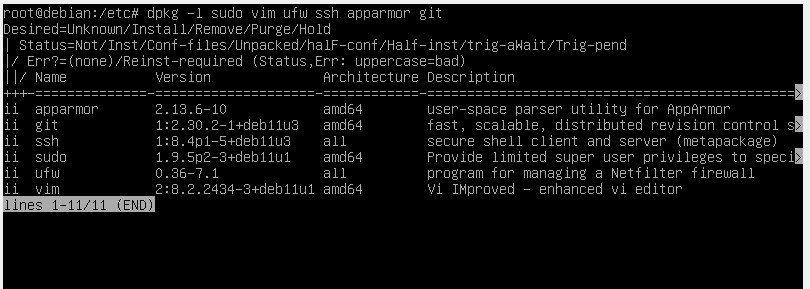 root@debian:/etc# dpkg -l sudo vim ufw ssh apparmor git
Desired=Unknown/Install/Remove/Purge/Hold
| Status=Not/Inst/Conf-files/Unpacked/halF-conf/Half-inst/trig-aWait/Trig-pend
|/ Err?=(none)/Reinst-required (Status,Err: uppercase=bad)
||/ Name           Version              Architecture Description
+++-==============-====================-============-===============================================>
ii  apparmor       2.13.6-10            amd64        user-space parser utility for AppArmor
ii  git            1:2.30.2-1+deb11u3   amd64        fast, scalable, distributed revision control s>
ii  ssh            1:8.4p1-5+deb11u3    all          secure shell client and server (metapackage)
ii  sudo           1.9.5p2-3+deb11u1    amd64        Provide limited super user privileges to speci>
ii  ufw            0.36-7.1             all          program for managing a Netfilter firewall
ii  vim            2:8.2.2434-3+deb11u1 amd64        Vi IMproved - enhanced vi editor
lines 1-11/11 (END)